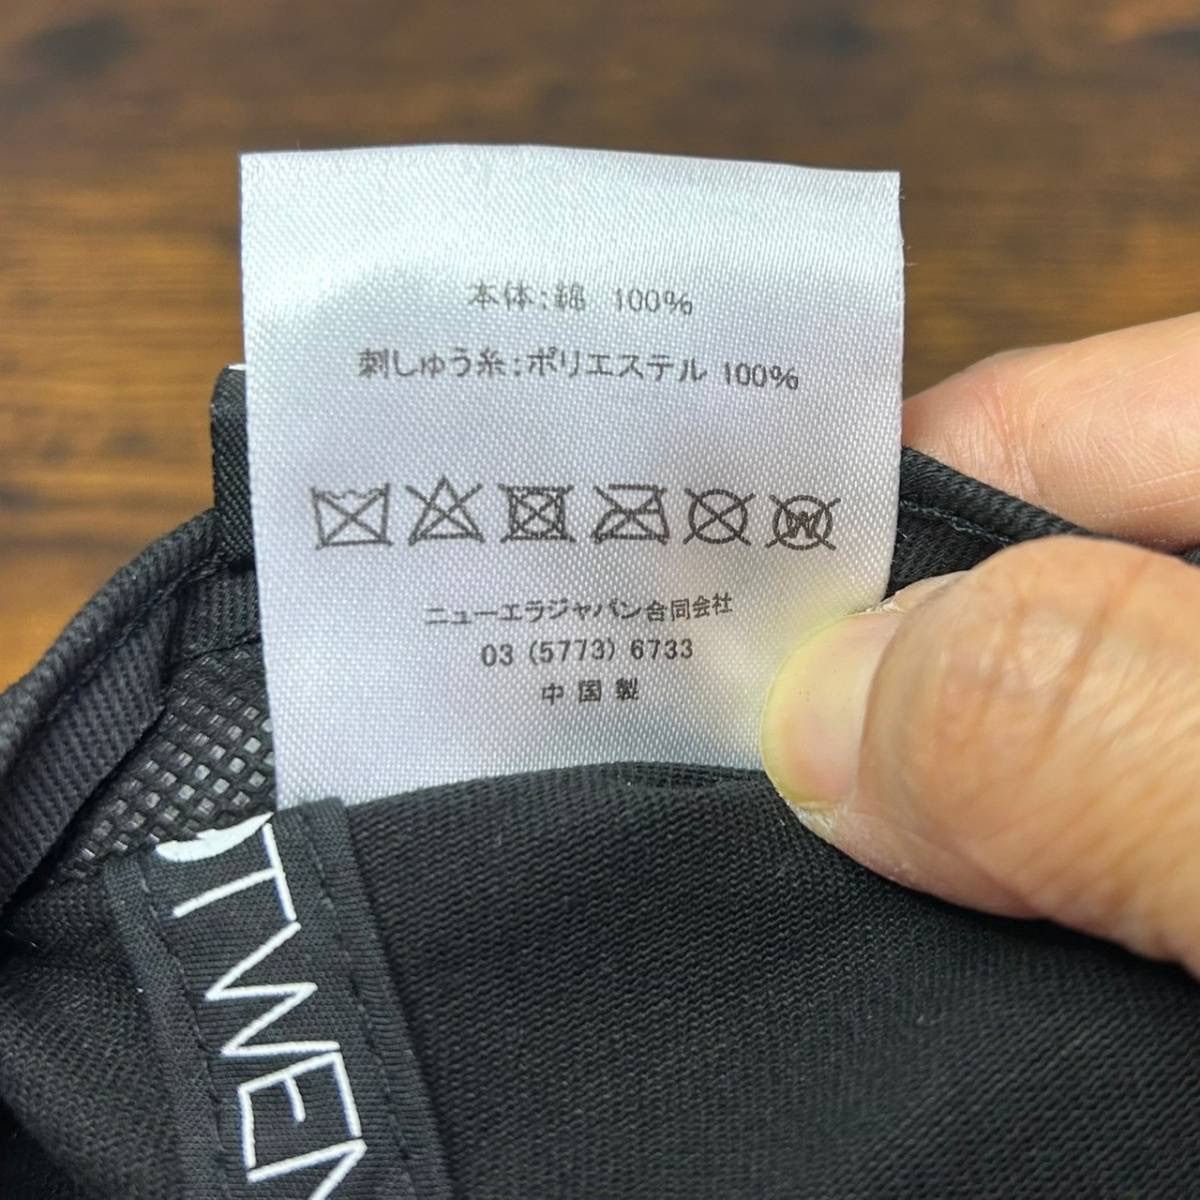 本体:綿 100%
刺しゅう糸:ポリエステル 100%
W
ニューエラジャパン合同会社
03 (5773) 6733
中国製